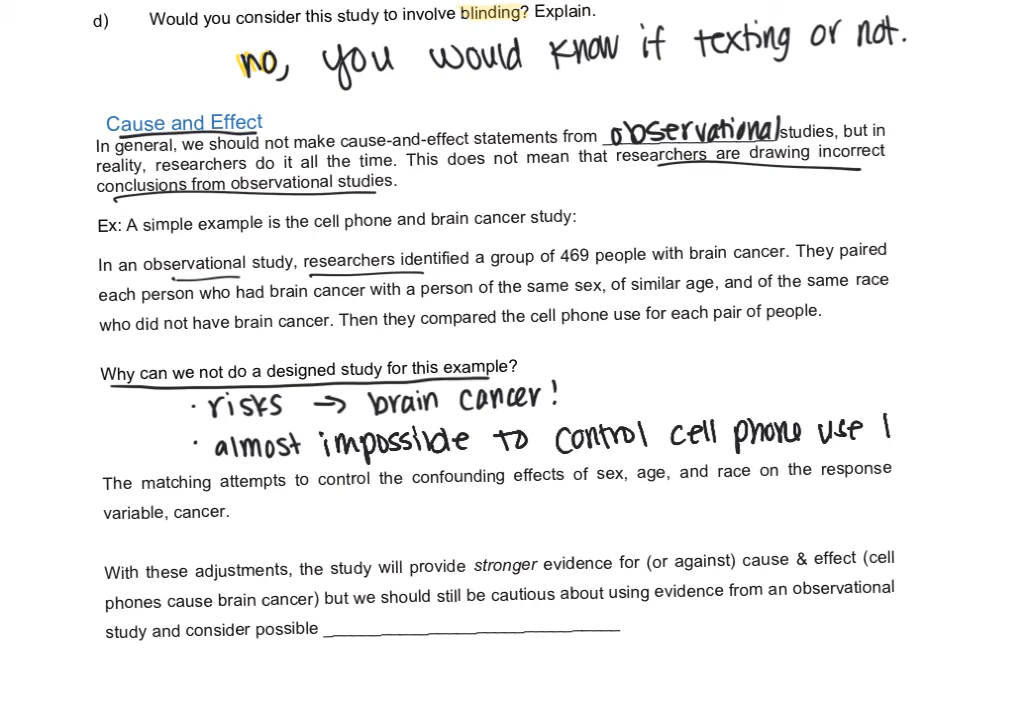 d) Would you consider this study to involve blinding? Explain.
no, you would know if texting or not.
Cause and Effect
In general, we should not make cause-and-effect statements from observational studies, but in
reality, researchers do it all the time. This does not mean that researchers are drawing incorrect
conclusions from observational studies.
Ex: A simple example is the cell phone and brain cancer study:
In an observational study, researchers identified a group of 469 people with brain cancer. They paired
each person who had brain cancer with a person of the same sex, of similar age, and of the same race
who did not have brain cancer. Then they compared the cell phone use for each pair of people.
Why can we not do a designed study for this example?
· risks → brain cancer!
· almost impossible to control cell phone use
The matching attempts to control the confounding effects of sex, age, and race on the response
variable, cancer.
With these adjustments, the study will provide stronger evidence for (or against) cause & effect (cell
phones cause brain cancer) but we should still be cautious about using evidence from an observational
study and consider possible ____________________